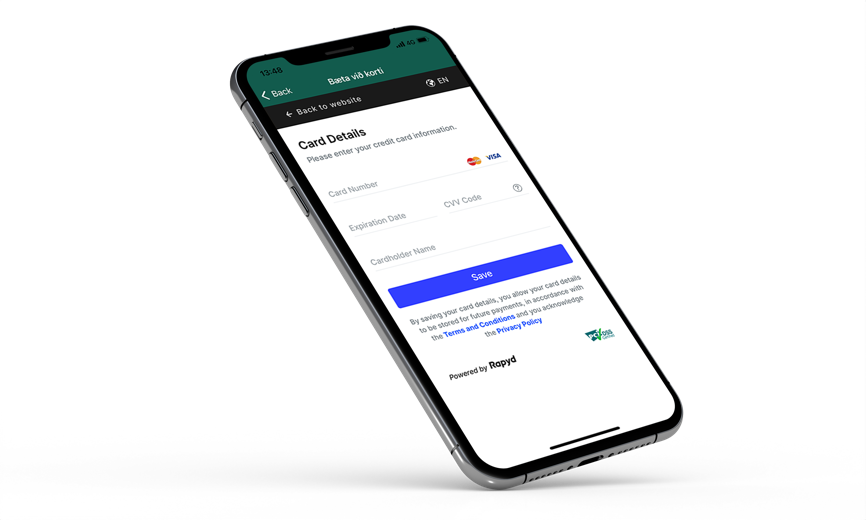 13:48
4G
Back
Bæta við korti
Back to website
EN
Card Details
Please enter your credit card information.
VISA
Card Number
Expiration Date
CVV Code
Cardholder Name
Save
By saving your card details, you allow your card details
to be stored for future payments, in accordance with
the Terms and Conditions and you acknowledge
the Privacy Policy
Powered by Rapyd
PCI DSS